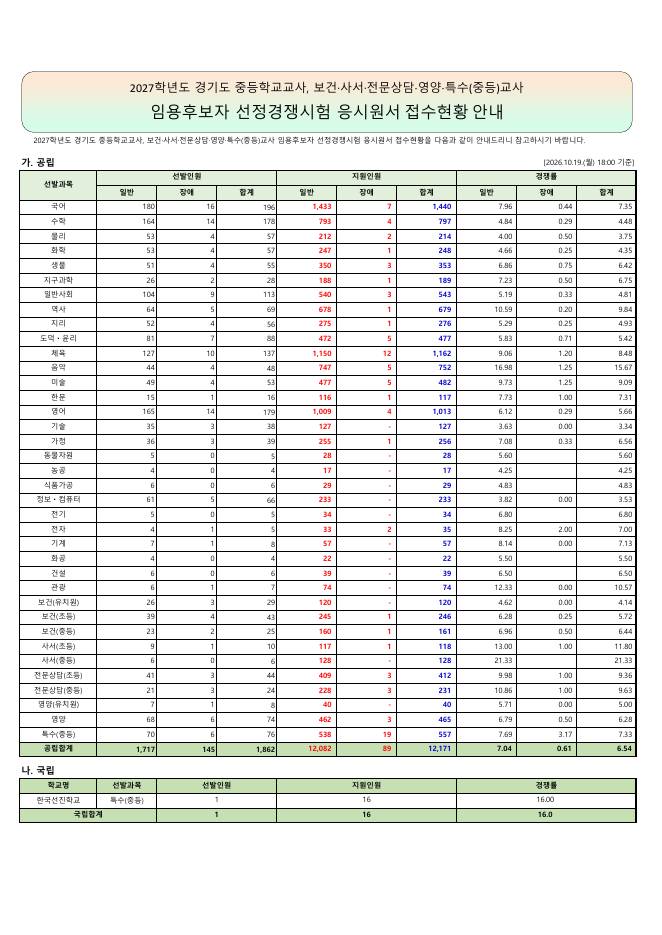 2027학년도 경기도 중등학교교사, 보건·사서·전문상담·영양·특수(중등)교사
임용후보자 선정경쟁시험 응시원서 접수현황 안내
2027학년도 경기도 중등학교교사, 보건·사서·전문상담·영양·특수(중등)교사 임용후보자 선정경쟁시험 응시원서 접수현황을 다음과 같이 안내드리니 참고하시기 바랍니다.
가. 공립 [2026.10.19.(월) 18:00 기준]
선발과목 선발인원 지원인원 경쟁률
일반 장애 합계 일반 장애 합계 일반 장애 합계
국어 180 16 196 1,433 7 1,440 7.96 0.44 7.35
수학 164 14 178 793 4 797 4.84 0.29 4.48
물리 53 4 57 212 2 214 4.00 0.50 3.75
화학 53 4 57 247 1 248 4.66 0.25 4.35
생물 51 4 55 350 3 353 6.86 0.75 6.42
지구과학 26 2 28 188 1 189 7.23 0.50 6.75
일반사회 104 9 113 540 3 543 5.19 0.33 4.81
역사 64 5 69 678 1 679 10.59 0.20 9.84
지리 52 4 56 275 1 276 5.29 0.25 4.93
도덕·윤리 81 7 88 472 5 477 5.83 0.71 5.42
체육 127 10 137 1,150 12 1,162 9.06 1.20 8.48
음악 44 4 48 747 5 752 16.98 1.25 15.67
미술 49 4 53 477 5 482 9.73 1.25 9.09
한문 15 1 16 116 1 117 7.73 1.00 7.31
영어 165 14 179 1,009 4 1,013 6.12 0.29 5.66
기술 35 3 38 127 - 127 3.63 0.00 3.34
가정 36 3 39 255 1 256 7.08 0.33 6.56
동물자원 5 0 5 28 - 28 5.60 5.60
농공 4 0 4 17 - 17 4.25 4.25
식품가공 6 0 6 29 - 29 4.83 4.83
정보·컴퓨터 61 5 66 233 - 233 3.82 0.00 3.53
전기 5 0 5 34 - 34 6.80 6.80
전자 4 1 5 33 2 35 8.25 2.00 7.00
기계 7 1 8 57 - 57 8.14 0.00 7.13
화공 4 0 4 22 - 22 5.50 5.50
건설 6 0 6 39 - 39 6.50 6.50
관광 6 1 7 74 - 74 12.33 0.00 10.57
보건(유치원) 26 3 29 120 - 120 4.62 0.00 4.14
보건(초등) 39 4 43 245 1 246 6.28 0.25 5.72
보건(중등) 23 2 25 160 1 161 6.96 0.50 6.44
사서(초등) 9 1 10 117 1 118 13.00 1.00 11.80
사서(중등) 6 0 6 128 - 128 21.33 21.33
전문상담(초등) 41 3 44 409 3 412 9.98 1.00 9.36
전문상담(중등) 21 3 24 228 3 231 10.86 1.00 9.63
영양(유치원) 7 1 8 40 - 40 5.71 0.00 5.00
영양 68 6 74 462 3 465 6.79 0.50 6.28
특수(중등) 70 6 76 538 19 557 7.69 3.17 7.33
공립합계 1,717 145 1,862 12,082 89 12,171 7.04 0.61 6.54
나. 국립
학교명 선발과목 선발인원 지원인원 경쟁률
한국선진학교 특수(중등) 1 16 16.00
국립합계 1 16 16.0